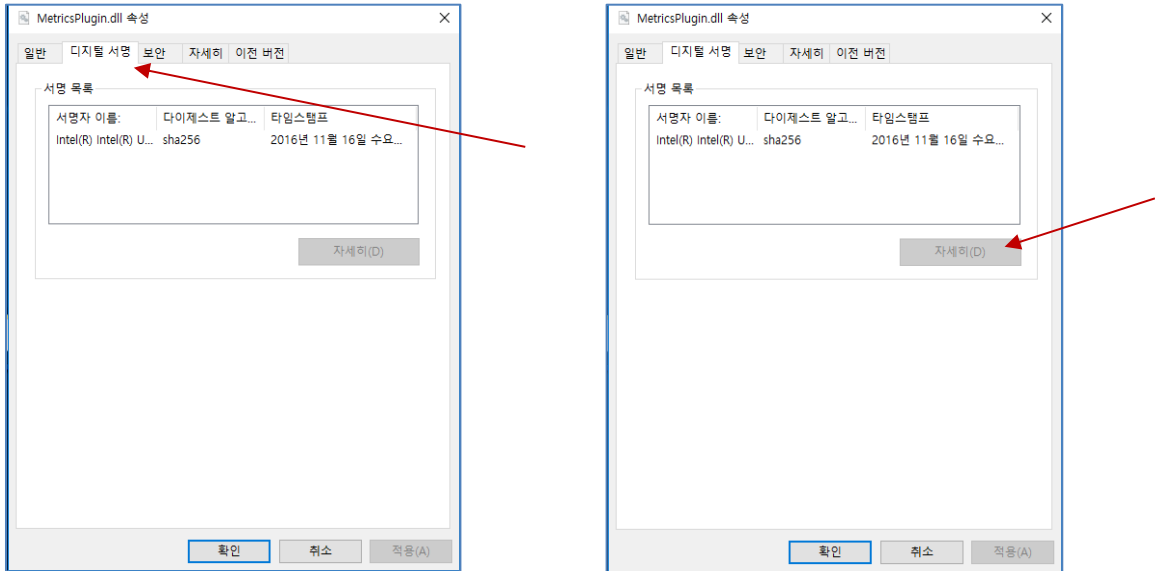 MetricsPlugin.dll 속성
일반 디지털 서명 보안 자세히 이전 버전
서명 목록
서명자 이름: 다이제스트 알고... 타임스탬프
Intel(R) Intel(R) U... sha256 2016년 11월 16일 수요...
자세히(D)
확인 취소 적용(A)
MetricsPlugin.dll 속성
일반 디지털 서명 보안 자세히 이전 버전
서명 목록
서명자 이름: 다이제스트 알고... 타임스탬프
Intel(R) Intel(R) U... sha256 2016년 11월 16일 수요...
자세히(D)
확인 취소 적용(A)